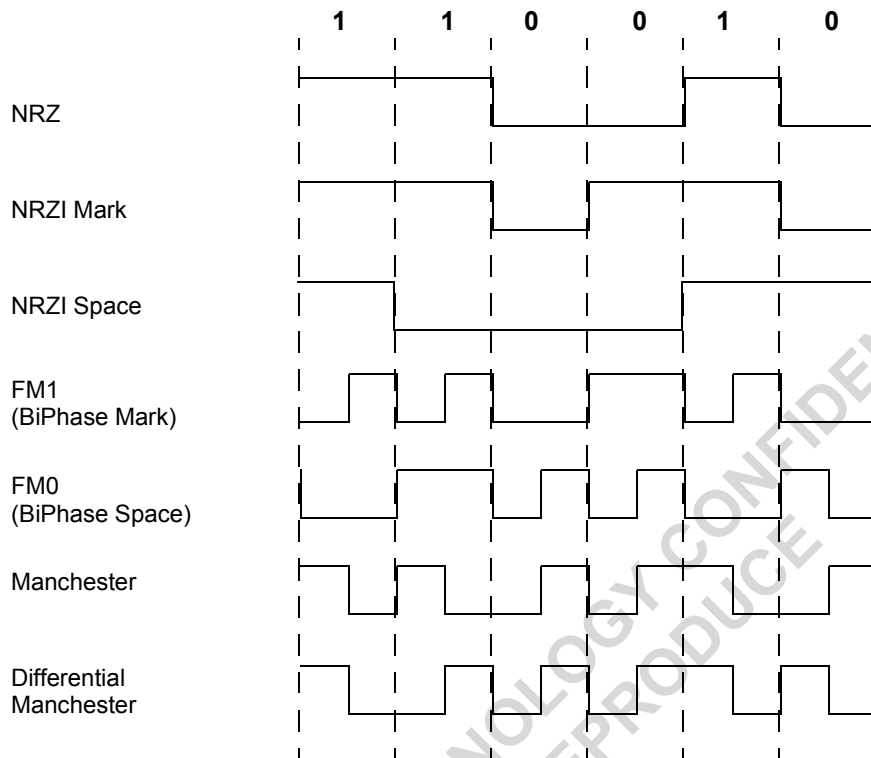 1 1 0 0 1 0
NRZ
NRZI Mark
NRZI Space
FM1
(BiPhase Mark)
FM0
(BiPhase Space)
Manchester
Differential
Manchester